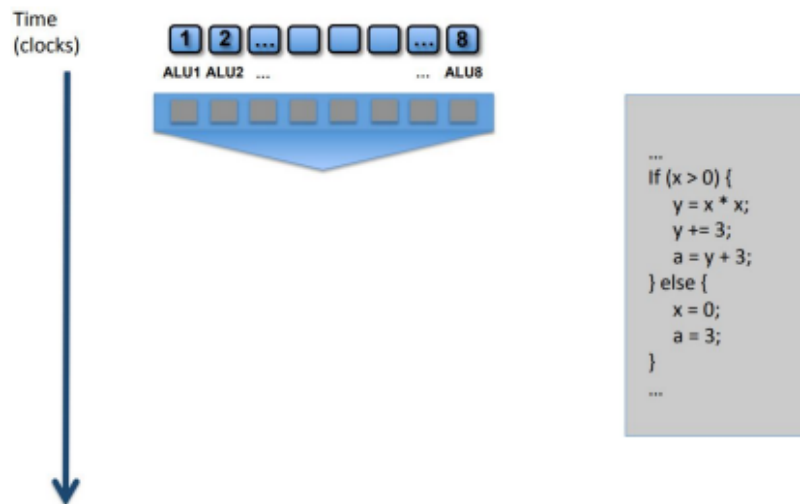 Time
(clocks)
1 2 ... ... 8
ALU1 ALU2 ... ... ALU8
...
If (x > 0) {
y = x * x;
y += 3;
a = y + 3;
} else {
x = 0;
a = 3;
}
...